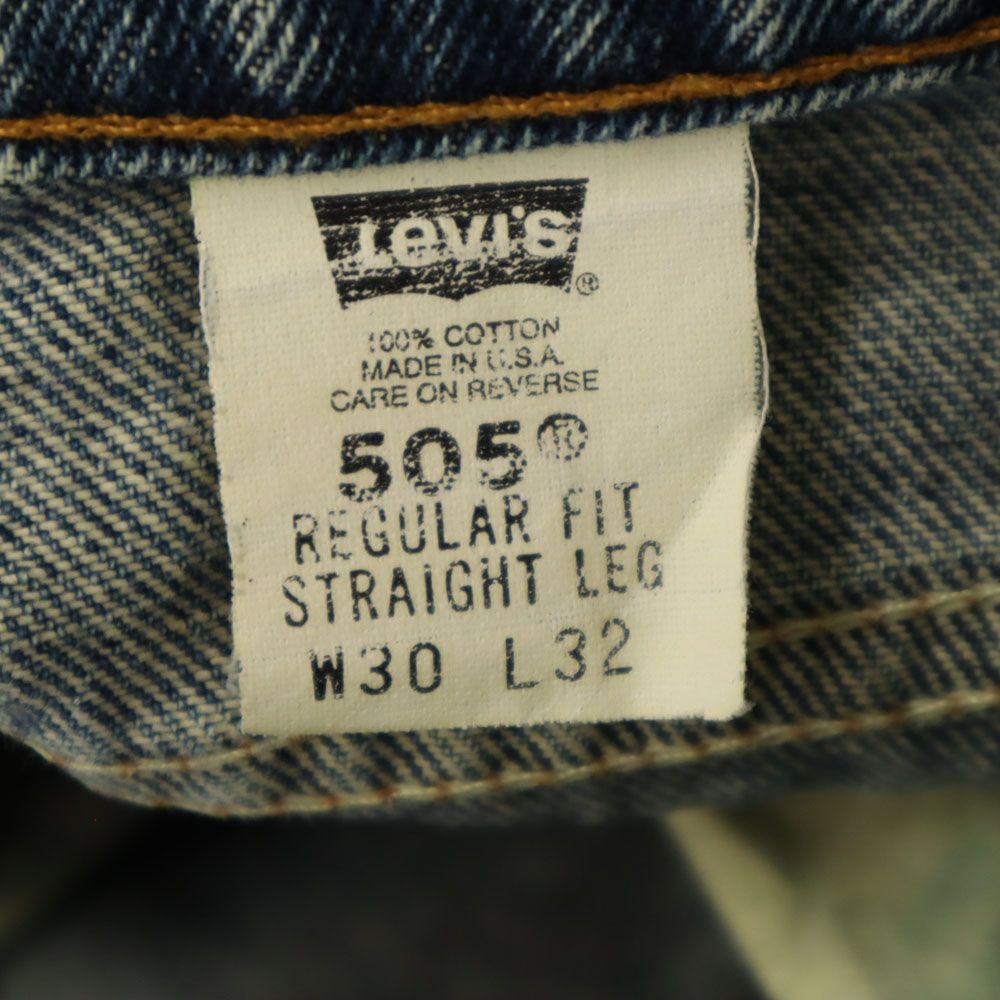 Levi's ®
100% COTTON
MADE IN U.S.A.
CARE ON REVERSE
505®
REGULAR FIT
STRAIGHT LEG
W30 L32